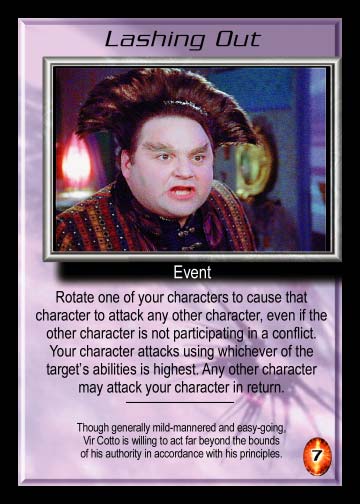 Lashing Out
Event
Rotate one of your characters to cause that
character to attack any other character, even if the
other character is not participating in a conflict.
Your character attacks using whichever of the
target's abilities is highest. Any other character
may attack your character in return.
Though generally mild-mannered and easy-going,
Vir Cotto is willing to act far beyond the bounds
of his authority in accordance with his principles.
7